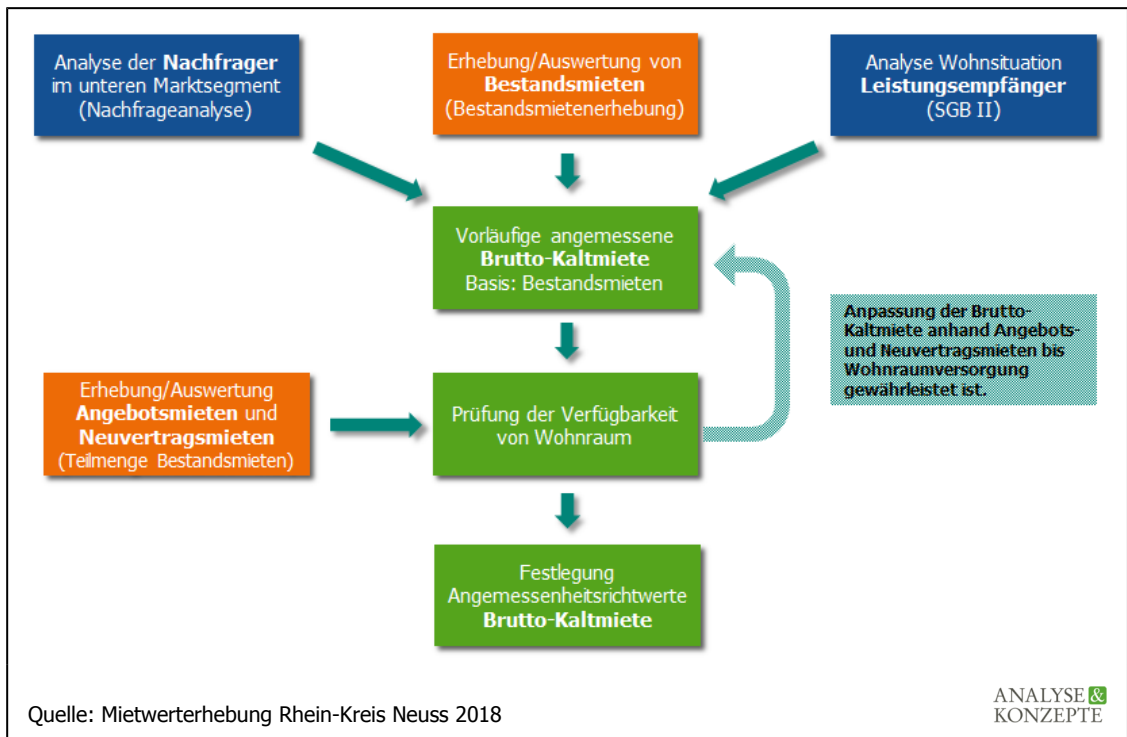 Analyse der Nachfrager
im unteren Marktsegment
(Nachfrageanalyse)
Erhebung/Auswertung von
Bestandsmieten
(Bestandsmietenerhebung)
Analyse Wohnsituation
Leistungsempfänger
(SGB II)
Vorläufige angemessene
Brutto-Kaltmiete
Basis: Bestandsmieten
Anpassung der Brutto-
Kaltmiete anhand Angebots-
und Neuvertragsmieten bis
Wohnraumversorgung
gewährleistet ist.
Erhebung/Auswertung
Angebotsmieten und
Neuvertragsmieten
(Teilmenge Bestandsmieten)
Prüfung der Verfügbarkeit
von Wohnraum
Festlegung
Angemessenheitsrichtwerte
Brutto-Kaltmiete
Quelle: Mietwerterhebung Rhein-Kreis Neuss 2018
ANALYSE &
KONZEPTE